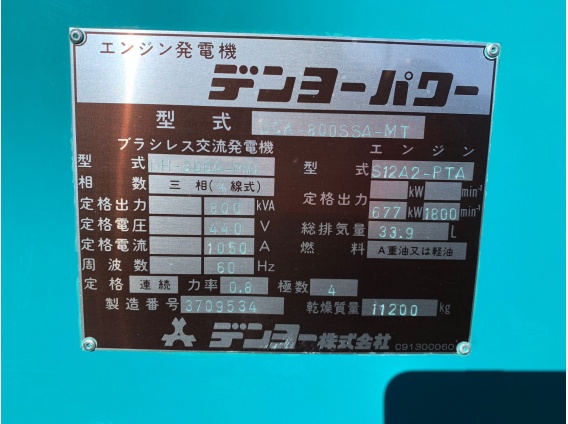 エンジン発電機
デンヨーパワー
型式 DCA-800SSA-MT
ブラシレス交流発電機 エンジン
型式 型式 S12A2-PTA
相数 三相(4線式) kW min⁻¹
定格出力 800 kVA 定格出力 677 kW 1800 min⁻¹
定格電圧 440 V 総排気量 33.9 L
定格電流 1050 A 燃料 A重油又は軽油
周波数 60 Hz
定格 連続 力率 0.8 極数 4
製造番号 3709534 乾燥質量 11200 kg
デンヨー株式会社